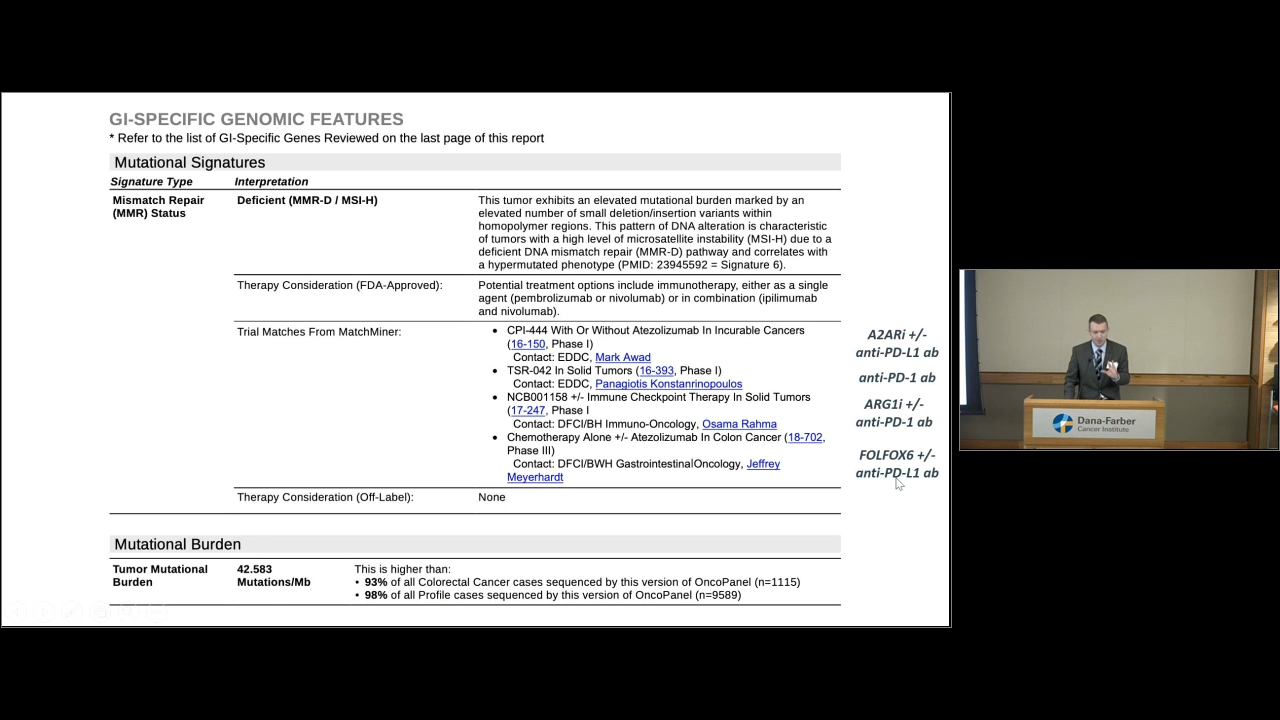 GI-SPECIFIC GENOMIC FEATURES
* Refer to the list of GI-Specific Genes Reviewed on the last page of this report
Mutational Signatures
Signature Type Interpretation
Mismatch Repair (MMR) Status
Deficient (MMR-D / MSI-H)
This tumor exhibits an elevated mutational burden marked by an
elevated number of small deletion/insertion variants within
homopolymer regions. This pattern of DNA alteration is characteristic
of tumors with a high level of microsatellite instability (MSI-H) due to a
deficient DNA mismatch repair (MMR-D) pathway and correlates with
a hypermutated phenotype (PMID: 23945592 = Signature 6).
Therapy Consideration (FDA-Approved):
Potential treatment options include immunotherapy, either as a single
agent (pembrolizumab or nivolumab) or in combination (ipilimumab
and nivolumab).
Trial Matches From MatchMiner:
• CPI-444 With Or Without Atezolizumab In Incurable Cancers
(16-150, Phase I)
Contact: EDDC, Mark Awad
• TSR-042 In Solid Tumors (16-393, Phase I)
Contact: EDDC, Panagiotis Konstanrinopoulos
• NCB001158 +/- Immune Checkpoint Therapy In Solid Tumors
(17-247, Phase I
Contact: DFCI/BH Immuno-Oncology, Osama Rahma
• Chemotherapy Alone +/- Atezolizumab In Colon Cancer (18-702,
Phase III)
Contact: DFCI/BWH GastrointestinalOncology, Jeffrey
Meyerhardt
A2ARi +/-
anti-PD-L1 ab
anti-PD-1 ab
ARG1i +/-
anti-PD-1 ab
FOLFOX6 +/-
anti-PD-L1 ab
Therapy Consideration (Off-Label): None
Mutational Burden
Tumor Mutational
Burden
42.583
Mutations/Mb
This is higher than:
• 93% of all Colorectal Cancer cases sequenced by this version of OncoPanel (n=1115)
• 98% of all Profile cases sequenced by this version of OncoPanel (n=9589)
Dana-Farber
Cancer Institute